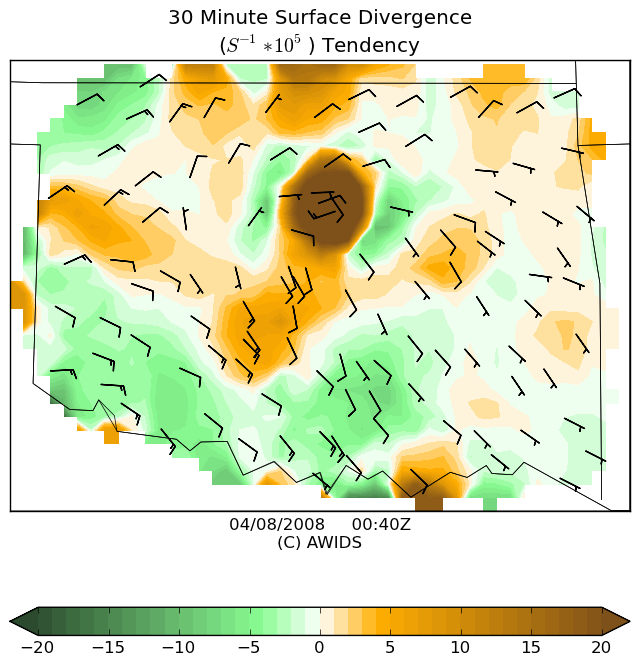 30 Minute Surface Divergence
(S⁻¹ * 10⁵ ) Tendency
04/08/2008 00:40Z
(C) AWIDS
−20 −15 −10 −5 0 5 10 15 20